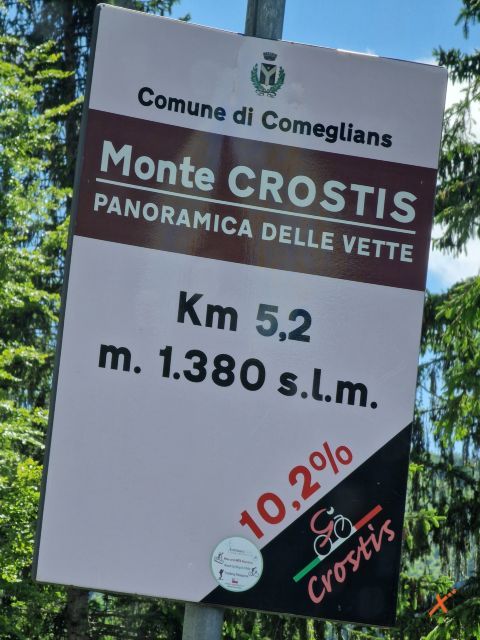 Comune di Comeglians
Monte CROSTIS
PANORAMICA DELLE VETTE
Km 5,2
m. 1.380 s.l.m.
10,2%
Crostis